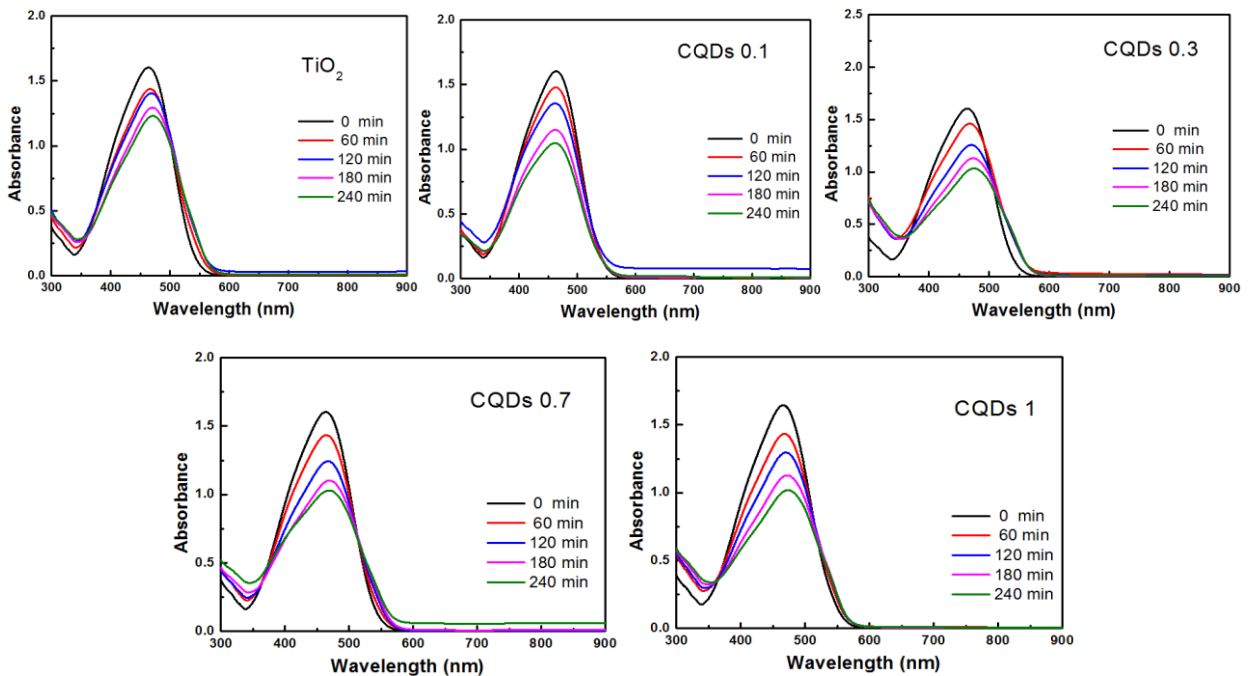 2.0
1.5
1.0
0.5
0.0
Absorbance
TiO2
0 min
60 min
120 min
180 min
240 min
300 400 500 600 700 800 900
Wavelength (nm)
2.0
1.5
1.0
0.5
0.0
Absorbance
CQDs 0.1
0 min
60 min
120 min
180 min
240 min
300 400 500 600 700 800 900
Wavelength (nm)
2.5
2.0
1.5
1.0
0.5
0.0
Absorbance
CQDs 0.3
0 min
60 min
120 min
180 min
240 min
300 400 500 600 700 800 900
Wavelength (nm)
2.0
1.5
1.0
0.5
0.0
Absorbance
CQDs 0.7
0 min
60 min
120 min
180 min
240 min
300 400 500 600 700 800 900
Wavelength (nm)
2.0
1.5
1.0
0.5
0.0
Absorbance
CQDs 1
0 min
60 min
120 min
180 min
240 min
300 400 500 600 700 800 900
Wavelength (nm)